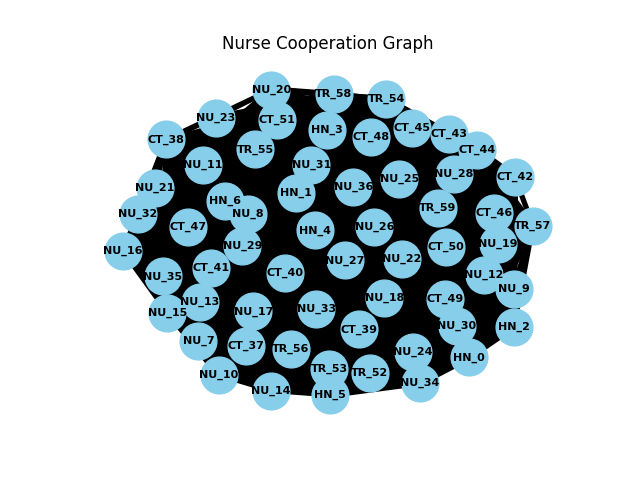 Nurse Cooperation Graph
NU_20
TR_58
TR_54
NU_23
CT_51
HN_3
CT_48
CT_45
CT_43
CT_38
TR_55
CT_44
NU_11
NU_31
NU_28
CT_42
NU_21
HN_1
NU_36
NU_25
HN_6
NU_8
TR_59
CT_46
NU_32
CT_47
HN_4
NU_26
TR_57
NU_16
NU_29
NU_27
NU_22
CT_50
NU_19
NU_35
CT_41
CT_40
NU_12
NU_9
NU_15
NU_13
NU_17
NU_33
NU_18
CT_49
NU_7
CT_37
TR_56
CT_39
NU_30
HN_2
NU_10
TR_53
TR_52
NU_24
HN_0
NU_14
HN_5
NU_34